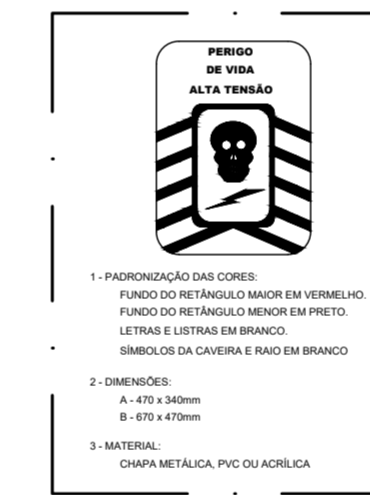 PERIGO
DE VIDA
ALTA TENSÃO
1 - PADRONIZAÇÃO DAS CORES:
FUNDO DO RETÂNGULO MAIOR EM VERMELHO.
FUNDO DO RETÂNGULO MENOR EM PRETO.
LETRAS E LISTRAS EM BRANCO.
SÍMBOLOS DA CAVEIRA E RAIO EM BRANCO
2 - DIMENSÕES:
A - 470 x 340mm
B - 670 x 470mm
3 - MATERIAL:
CHAPA METÁLICA, PVC OU ACRÍLICA